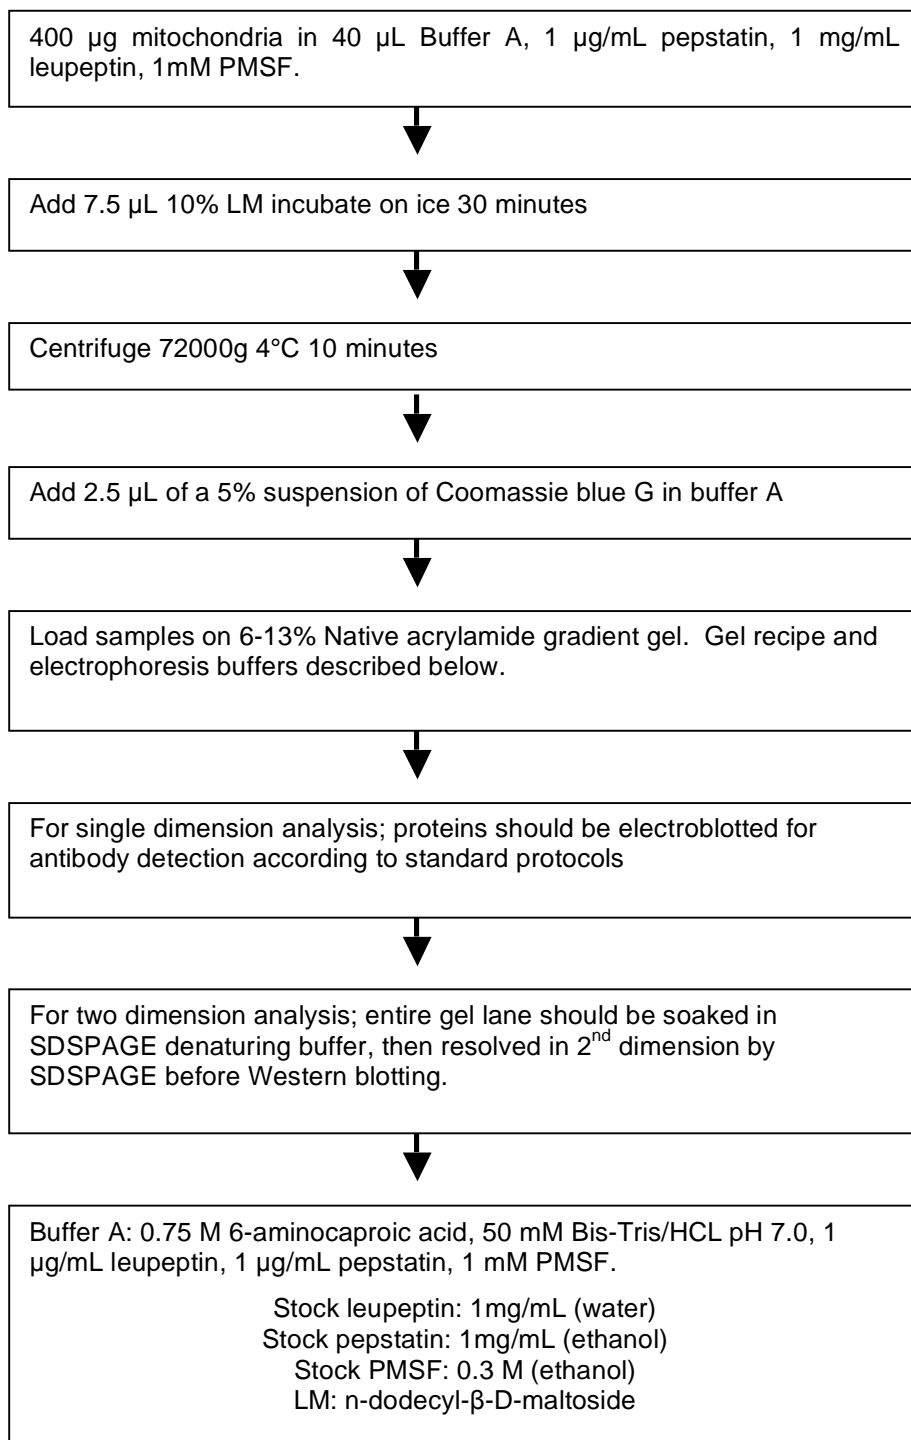 400 µg mitochondria in 40 µL Buffer A, 1 µg/mL pepstatin, 1 mg/mL
leupeptin, 1mM PMSF.
Add 7.5 µL 10% LM incubate on ice 30 minutes
Centrifuge 72000g 4°C 10 minutes
Add 2.5 µL of a 5% suspension of Coomassie blue G in buffer A
Load samples on 6-13% Native acrylamide gradient gel.  Gel recipe and
electrophoresis buffers described below.
For single dimension analysis; proteins should be electroblotted for
antibody detection according to standard protocols
For two dimension analysis; entire gel lane should be soaked in
SDSPAGE denaturing buffer, then resolved in 2nd dimension by
SDSPAGE before Western blotting.
Buffer A: 0.75 M 6-aminocaproic acid, 50 mM Bis-Tris/HCL pH 7.0, 1
µg/mL leupeptin, 1 µg/mL pepstatin, 1 mM PMSF.
Stock leupeptin: 1mg/mL (water)
Stock pepstatin: 1mg/mL (ethanol)
Stock PMSF: 0.3 M (ethanol)
LM: n-dodecyl-β-D-maltoside